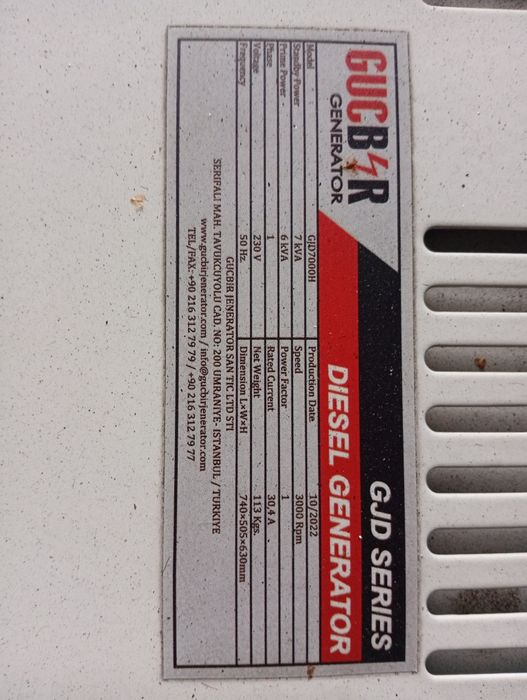 GUCBIR
GENERATOR
GJD SERIES
DIESEL GENERATOR
Model GJD7000H Production Date 10/2022
Standby Power 7 kVA Speed 3000 Rpm
Prime Power 6 kVA Power Factor 1
Phase 1 Rated Current 30,4 A
Voltage 230 V Net Weight 113 Kgs.
Frequency 50 Hz. Dimension L×W×H 740×505×630mm
GUCBIR JENERATOR SAN TIC LTD STI
SERIFALI MAH. TAVUKCUYOLU CAD. NO: 200 UMRANIYE- ISTANBUL / TURKIYE
www.gucbirjenerator.com / info@gucbirjenerator.com
TEL/FAX:+90 216 312 79 79 / +90 216 312 79 77